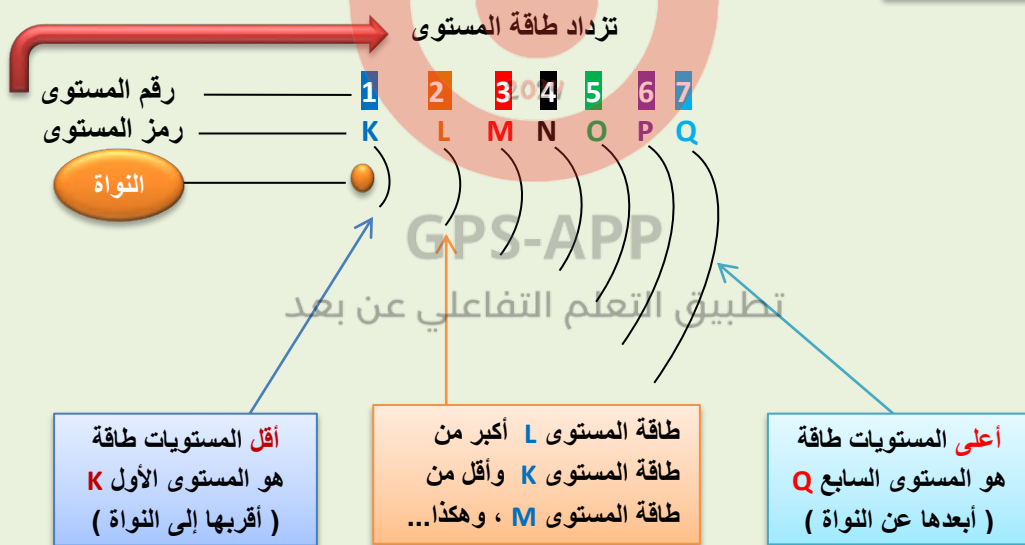 تزداد طاقة المستوى
رقم المستوى 1 2 3 4 5 6 7
رمز المستوى K L M N O P Q
النواة
2024
GPS-APP
تطبيق التعلم التفاعلي عن بعد
أقل المستويات طاقة
هو المستوى الأول K
( أقربها إلى النواة )
طاقة المستوى L أكبر من
طاقة المستوى K وأقل من
طاقة المستوى M ، وهكذا...
أعلى المستويات طاقة
هو المستوى السابع Q
( أبعدها عن النواة )